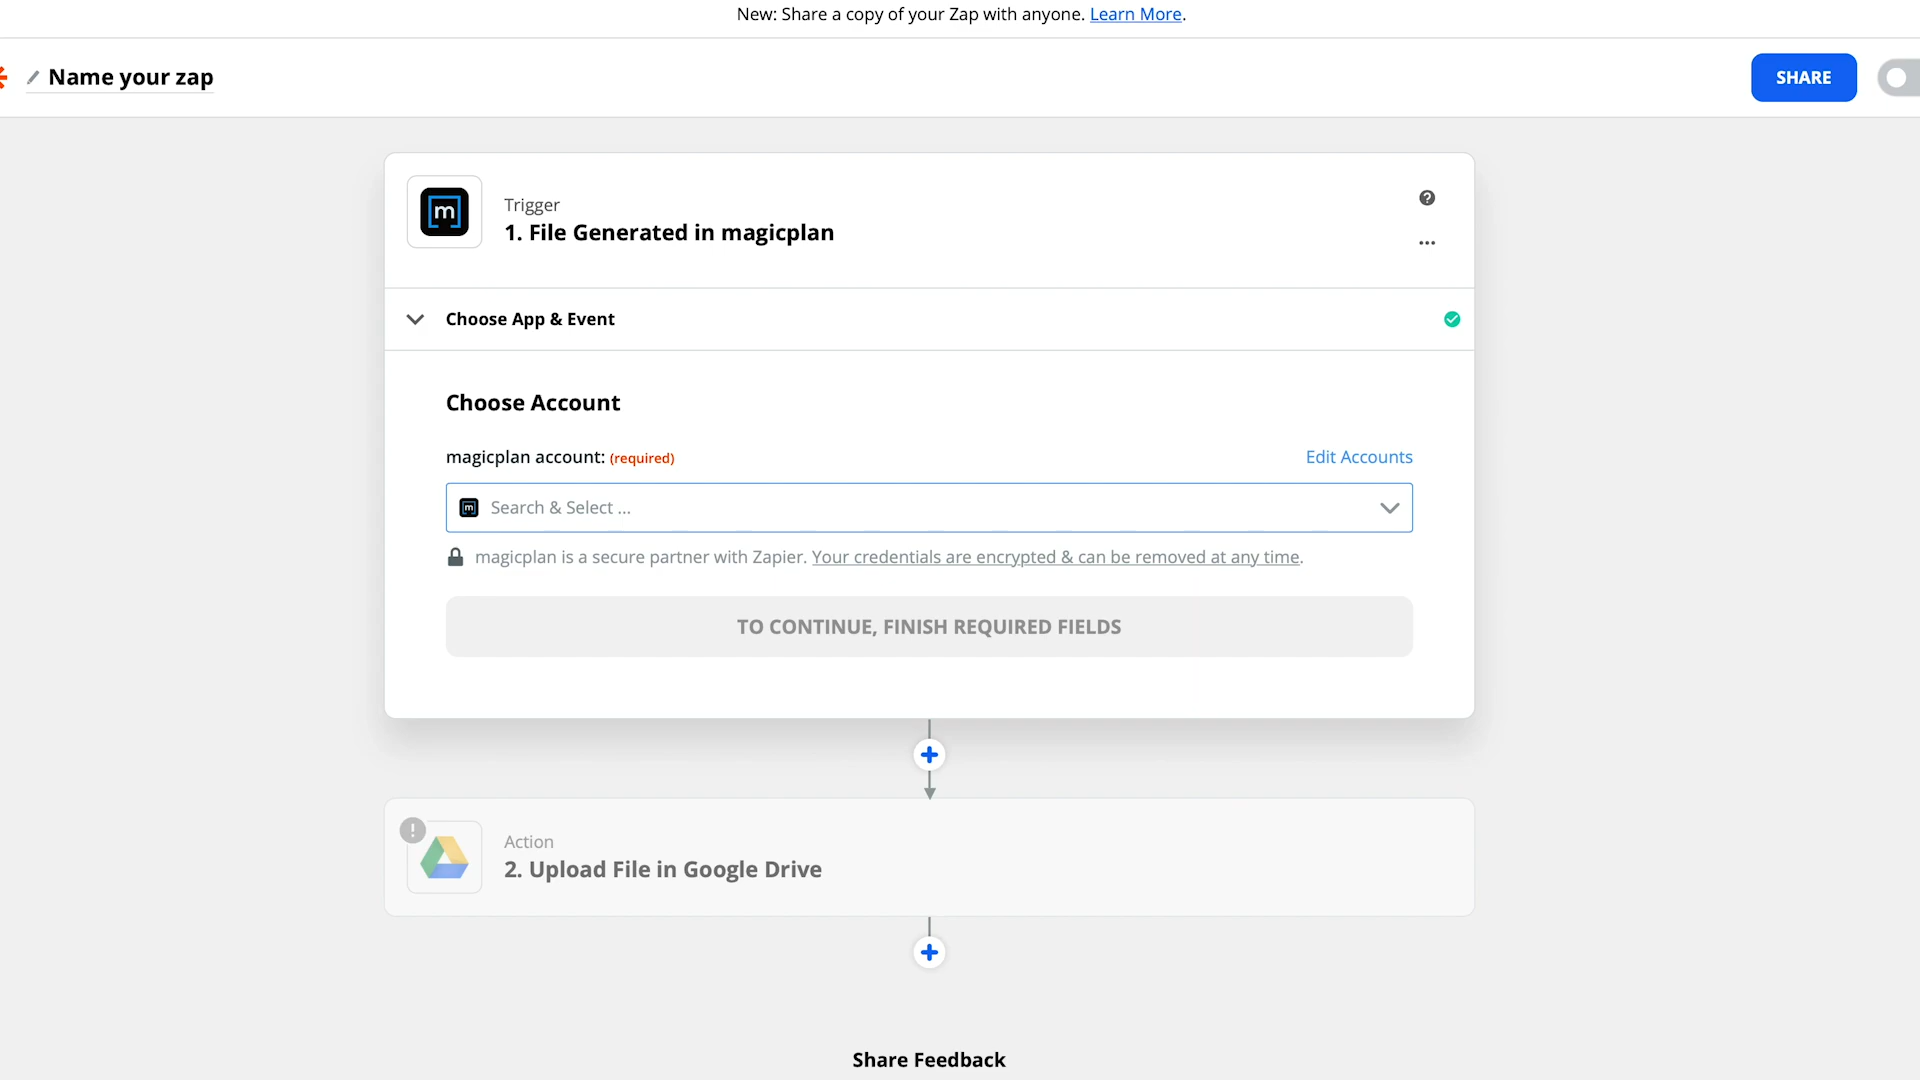 New: Share a copy of your Zap with anyone. Learn More.
Name your zap
SHARE
m
Trigger
1. File Generated in magicplan
...
Choose App & Event
Choose Account
magicplan account: (required)
Edit Accounts
m
Search & Select ...
magicplan is a secure partner with Zapier. Your credentials are encrypted & can be removed at any time.
TO CONTINUE, FINISH REQUIRED FIELDS
Action
2. Upload File in Google Drive
Share Feedback